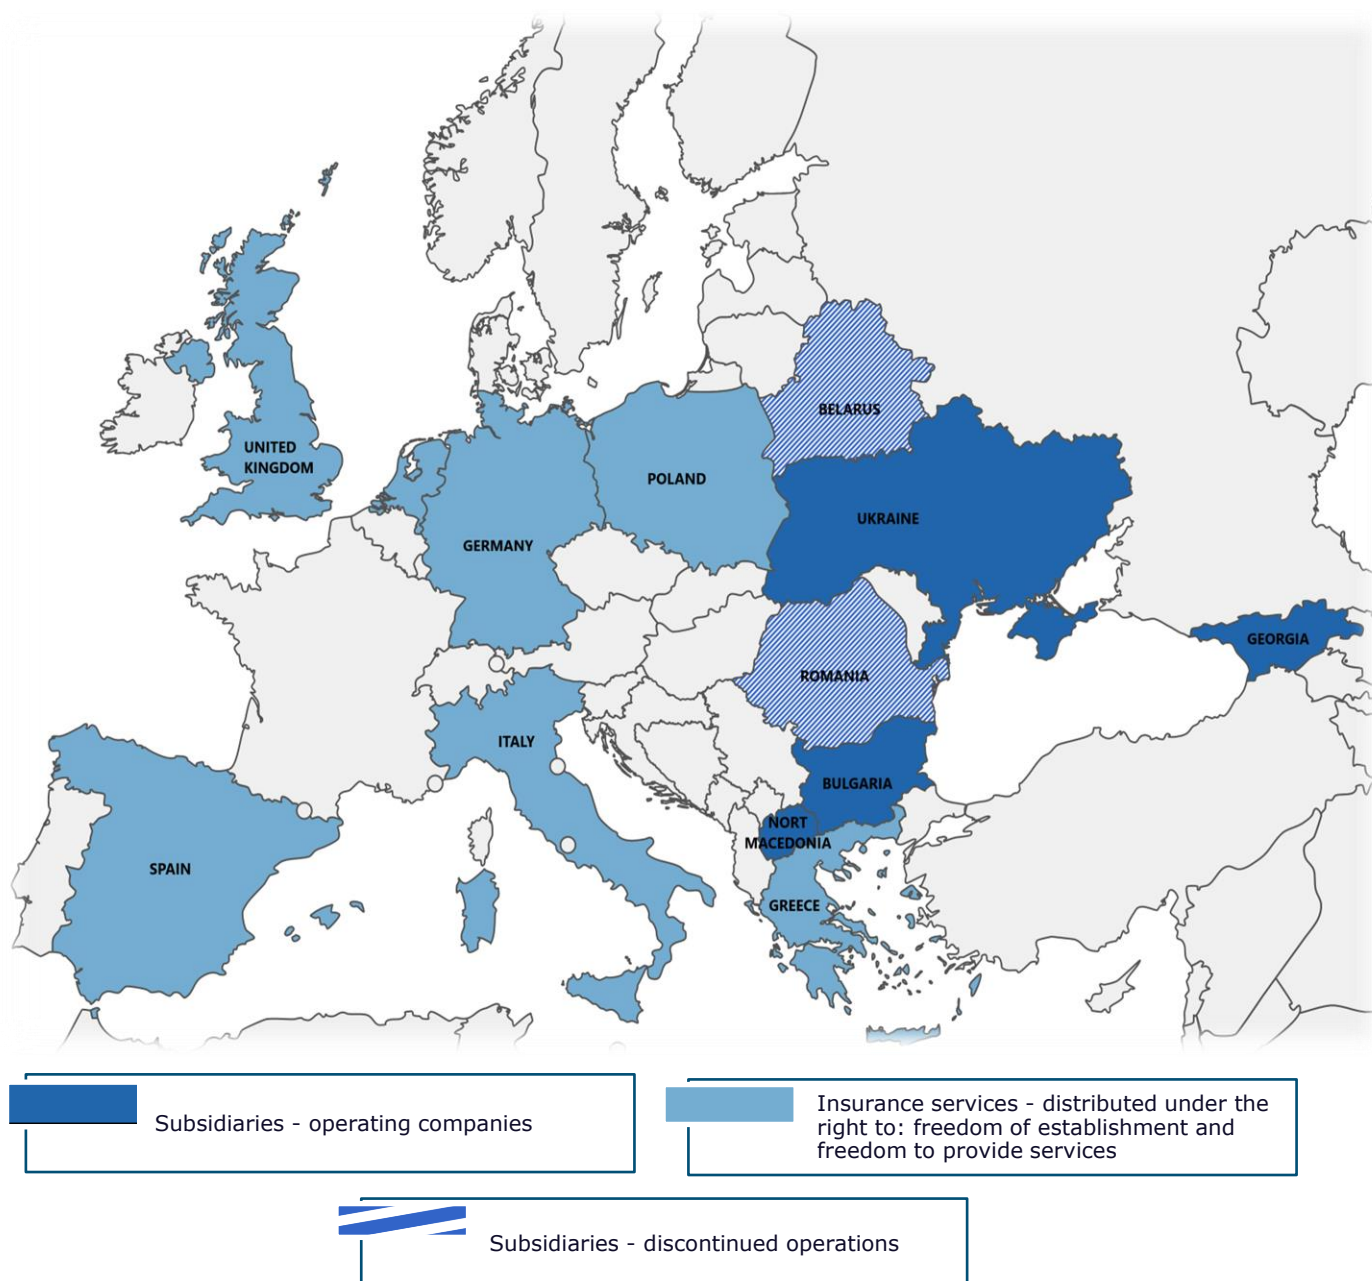 BELARUS
UNITED
KINGDOM
POLAND
UKRAINE
GERMANY
GEORGIA
ROMANIA
ITALY
BULGARIA
NORT
MACEDONIA
SPAIN
GREECE
Subsidiaries - operating companies
Insurance services - distributed under the
right to: freedom of establishment and
freedom to provide services
Subsidiaries - discontinued operations